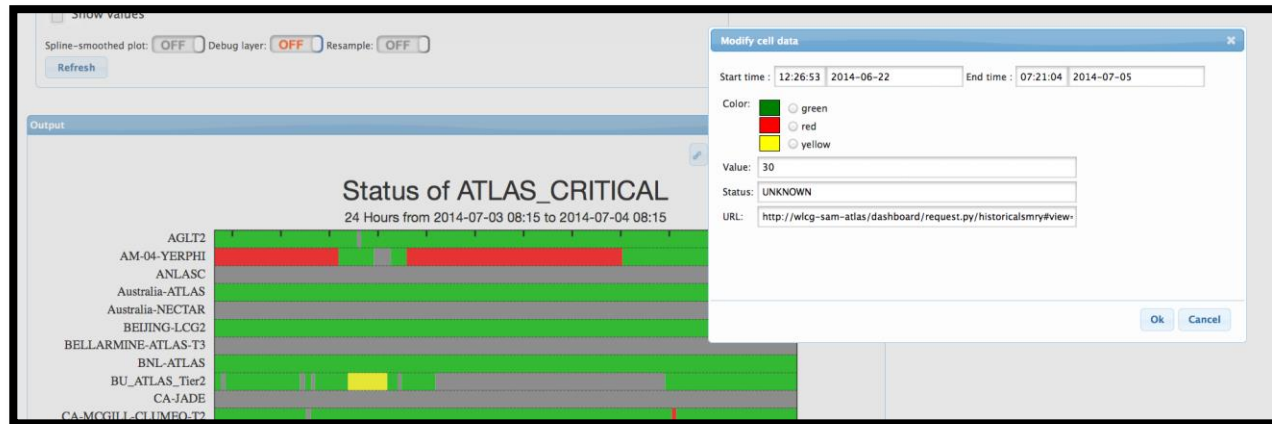 Show values
Spline-smoothed plot: OFF Debug layer: OFF Resample: OFF
Refresh
Output
Status of ATLAS_CRITICAL
24 Hours from 2014-07-03 08:15 to 2014-07-04 08:15
AGLT2
AM-04-YERPHI
ANLASC
Australia-ATLAS
Australia-NECTAR
BEIJING-LCG2
BELLARMINE-ATLAS-T3
BNL-ATLAS
BU_ATLAS_Tier2
CA-JADE
CA-MCGILL-CLUMEQ-T2
Modify cell data
Start time : 12:26:53 2014-06-22 End time : 07:21:04 2014-07-05
Color: green
red
yellow
Value: 30
Status: UNKNOWN
URL: http://wlcg-sam-atlas/dashboard/request.py/historicalsmry#view=
Ok Cancel